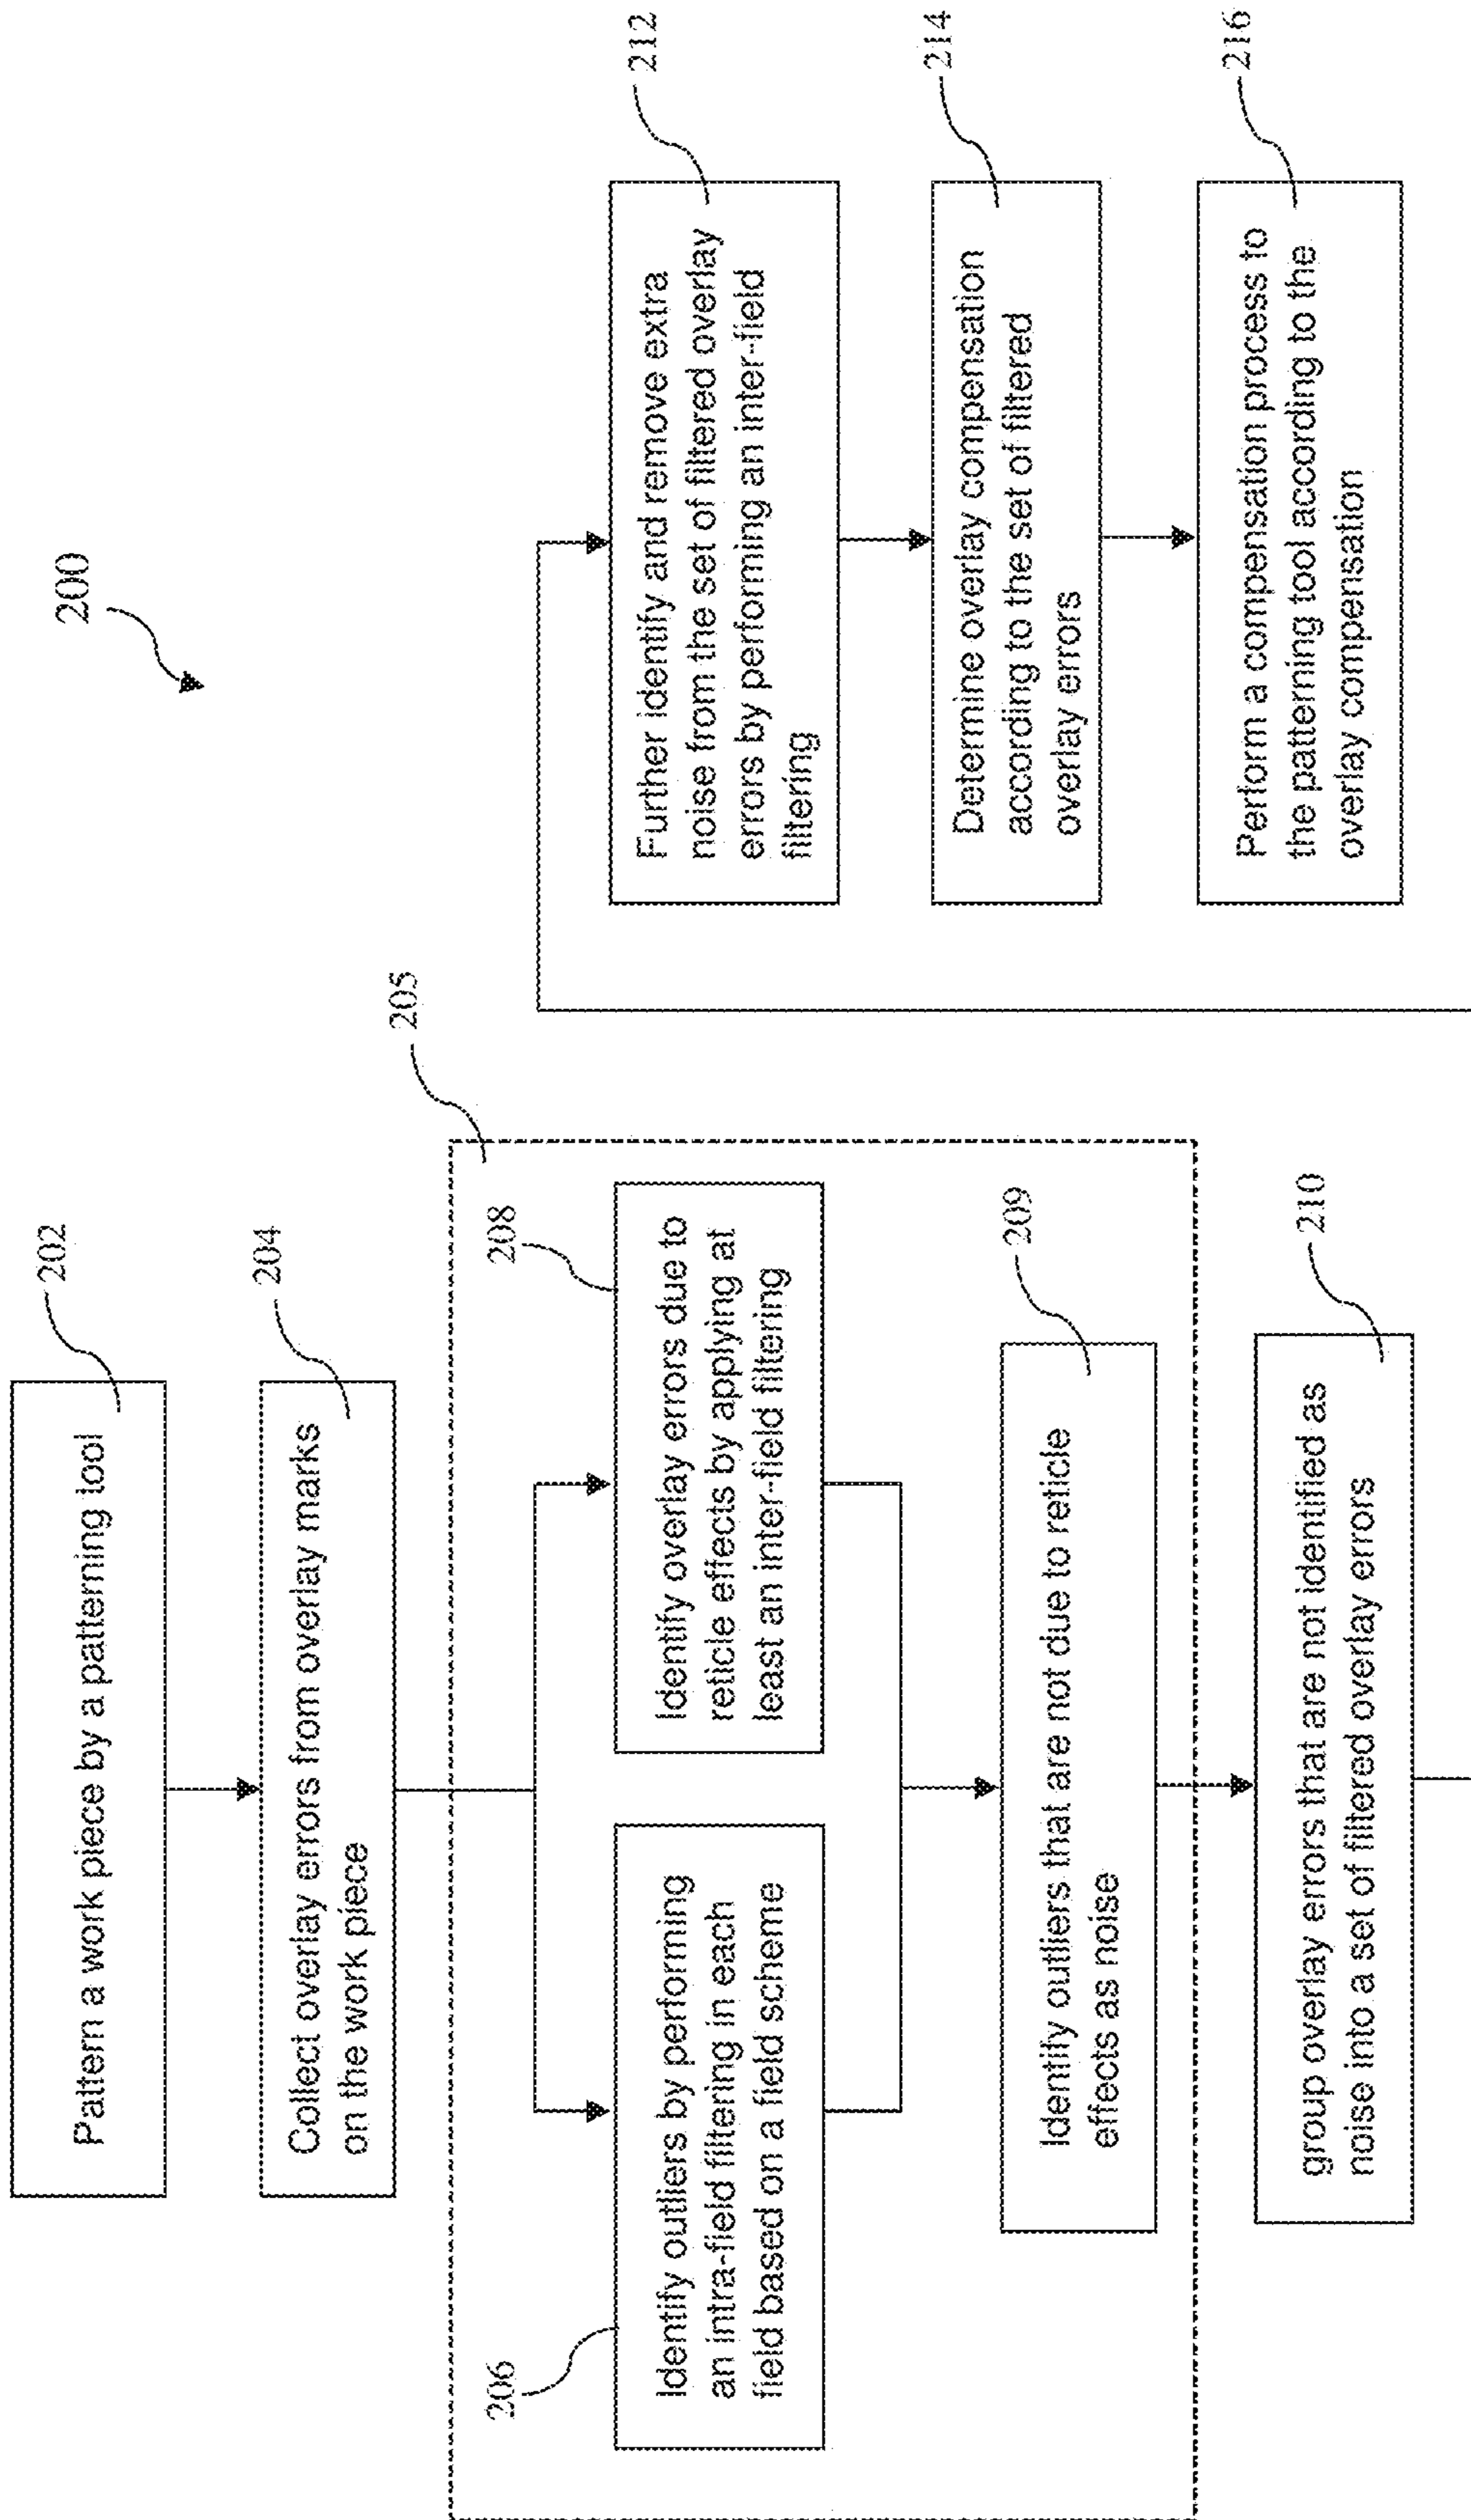 200
Pattern a work piece by a patterning tool
202
Collect overlay errors from overlay marks
on the work piece
204
205
206
Identify outliers by performing
an intra-field filtering in each
field based on a field scheme
208
Identify overlay errors due to
reticle effects by applying at
least an inter-field filtering
Identify outliers that are not due to reticle
effects as noise
209
group overlay errors that are not identified as
noise into a set of filtered overlay errors
210
Further identify and remove extra
noise from the set of filtered overlay
errors by performing an inter-field
filtering
212
Determine overlay compensation
according to the set of filtered
overlay errors
214
Perform a compensation process to
the patterning tool according to the
overlay compensation
216